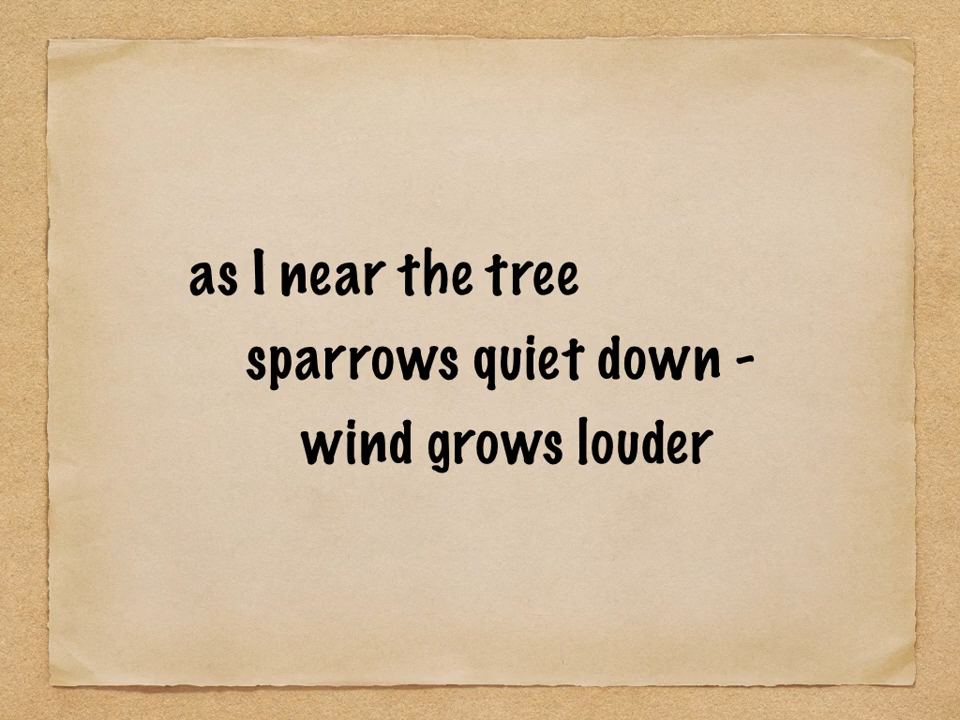 as I near the tree
sparrows quiet down -
wind grows louder